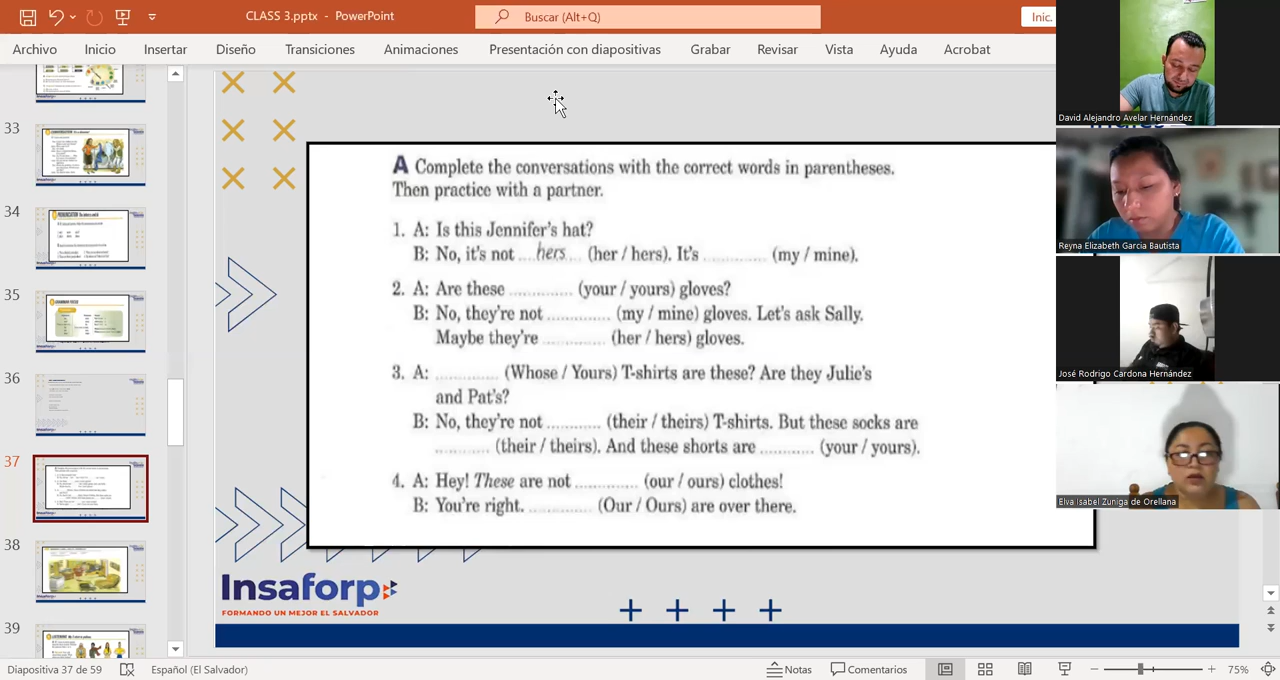 CLASS 3.pptx - PowerPoint
Buscar (Alt+Q)
Inic.
Archivo Inicio Insertar Diseño Transiciones Animaciones Presentación con diapositivas Grabar Revisar Vista Ayuda Acrobat
33
34
35
36
37
38
39
A Complete the conversations with the correct words in parentheses.
Then practice with a partner.
1. A: Is this Jennifer's hat?
B: No, it's not ....hers.... (her / hers). It's ............ (my / mine).
2. A: Are these ............ (your / yours) gloves?
B: No, they're not ............ (my / mine) gloves. Let's ask Sally.
Maybe they're ............ (her / hers) gloves.
3. A: ............ (Whose / Yours) T-shirts are these? Are they Julie's
and Pat's?
B: No, they're not ............ (their / theirs) T-shirts. But these socks are
............ (their / theirs). And these shorts are ............ (your / yours).
4. A: Hey! These are not ............ (our / ours) clothes!
B: You're right. ............ (Our / Ours) are over there.
Insaforp
FORMANDO UN MEJOR EL SALVADOR
David Alejandro Avelar Hernández
Reyna Elizabeth García Bautista
José Rodrigo Cardona Hernández
Elva Isabel Zuniga de Orellana
Diapositiva 37 de 59 Español (El Salvador) Notas Comentarios 75%